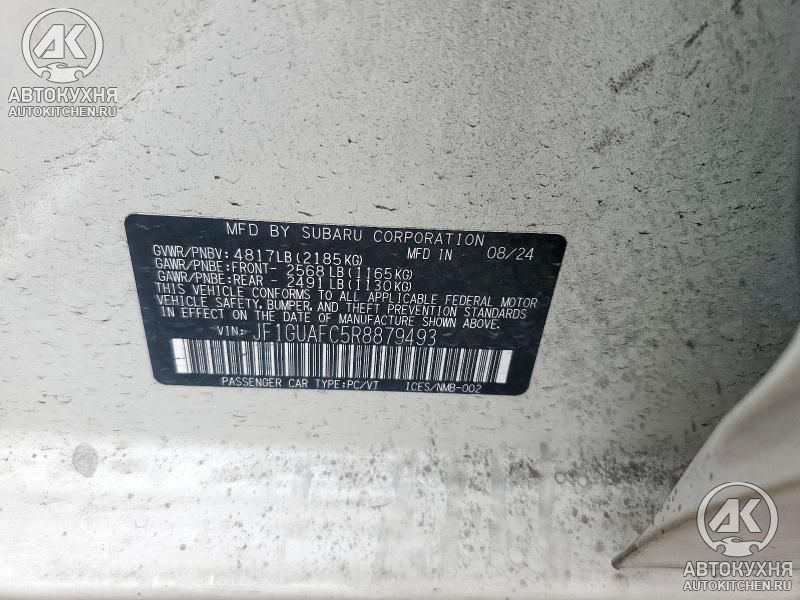 AK
АВТОКУХНЯ
AUTOKITCHEN.RU
MFD BY SUBARU CORPORATION
GVWR/PNBV: 4817LB(2185KG) MFD IN 08/24
GAWR/PNBE:FRONT- 2568LB(1165KG)
GAWR/PNBE:REAR - 2491LB(1130KG)
THIS VEHICLE CONFORMS TO ALL APPLICABLE FEDERAL MOTOR
VEHICLE SAFETY, BUMPER, AND THEFT PREVENTION STANDARDS
IN EFFECT ON THE DATE OF MANUFACTURE SHOWN ABOVE.
VIN: JF1GUAFC5R8879493
PASSENGER CAR TYPE:PC/VT ICES/NMB-002
AK
АВТОКУХНЯ
AUTOKITCHEN.RU